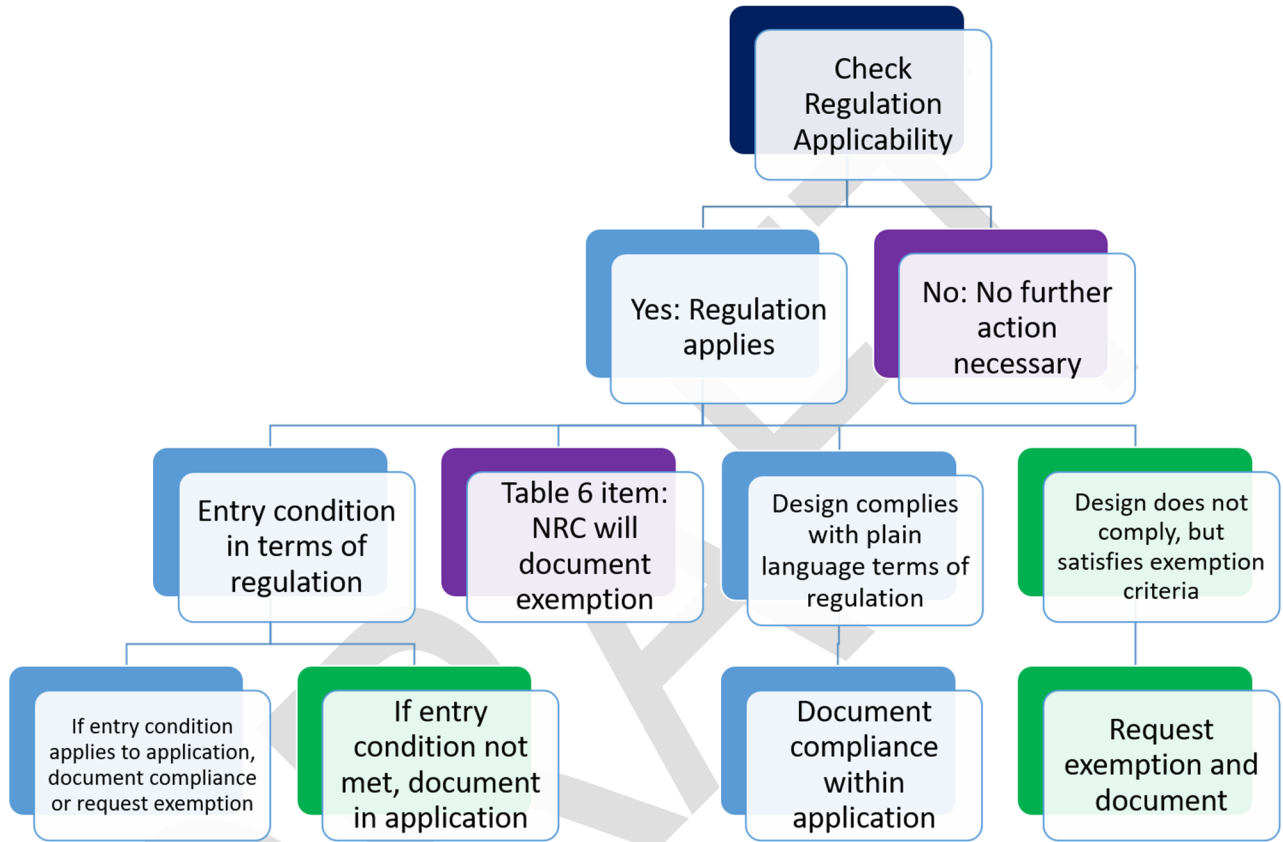 Check
Regulation
Applicability
Yes: Regulation
applies
No: No further
action
necessary
Entry condition
in terms of
regulation
Table 6 item:
NRC will
document
exemption
Design complies
with plain
language terms of
regulation
Design does not
comply, but
satisfies exemption
criteria
If entry condition
applies to application,
document compliance
or request exemption
If entry
condition not
met, document
in application
Document
compliance
within
application
Request
exemption and
document
DRAFT